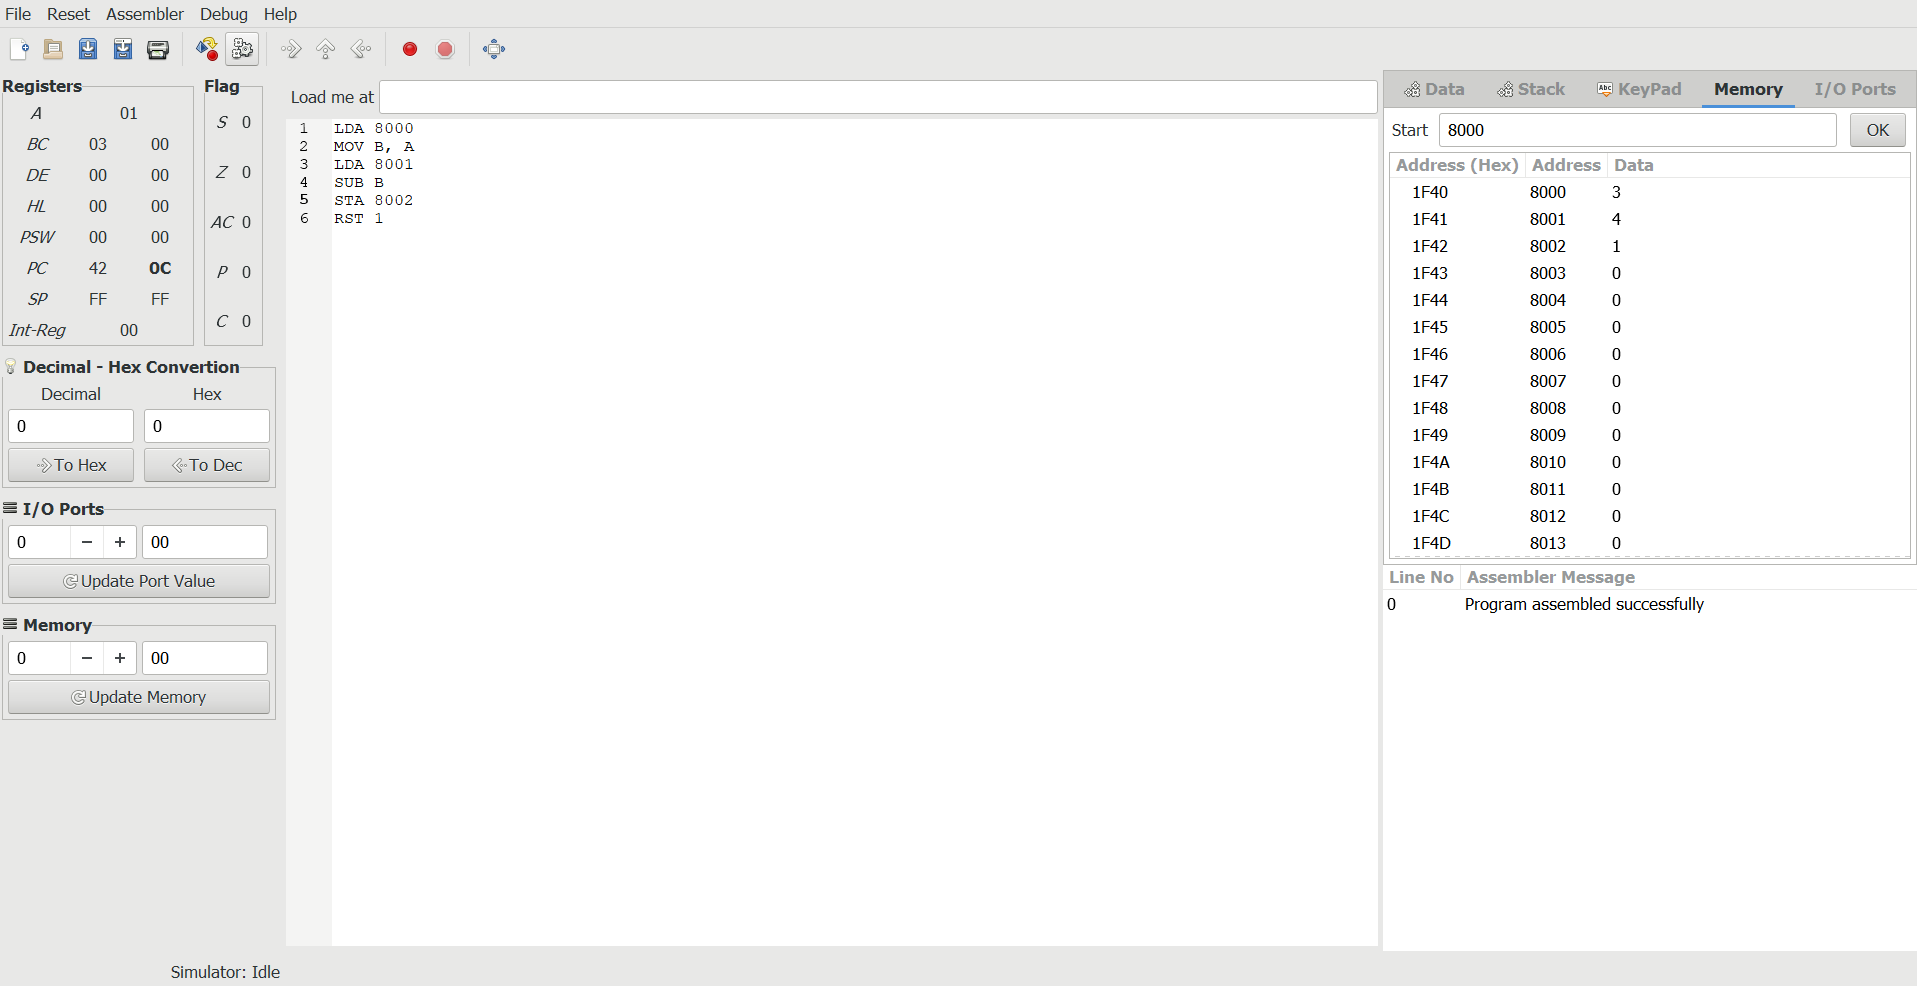 File Reset Assembler Debug Help
Registers
A 01
BC 03 00
DE 00 00
HL 00 00
PSW 00 00
PC 42 0C
SP FF FF
Int-Reg 00
Flag
S 0
Z 0
AC 0
P 0
C 0
Decimal - Hex Convertion
Decimal Hex
0 0
To Hex To Dec
I/O Ports
0 − + 00
Update Port Value
Memory
0 − + 00
Update Memory
Load me at
1 LDA 8000
2 MOV B, A
3 LDA 8001
4 SUB B
5 STA 8002
6 RST 1
Data Stack Abc KeyPad Memory I/O Ports
Start 8000 OK
Address (Hex) Address Data
1F40 8000 3
1F41 8001 4
1F42 8002 1
1F43 8003 0
1F44 8004 0
1F45 8005 0
1F46 8006 0
1F47 8007 0
1F48 8008 0
1F49 8009 0
1F4A 8010 0
1F4B 8011 0
1F4C 8012 0
1F4D 8013 0
Line No Assembler Message
0 Program assembled successfully
Simulator: Idle